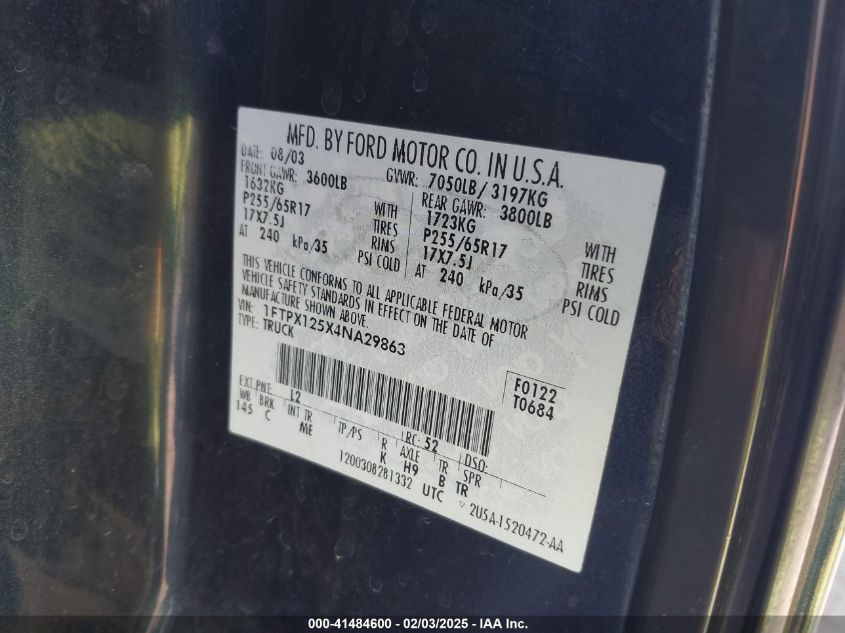 MFD. BY FORD MOTOR CO. IN U.S.A.
DATE: 08/03 GVWR: 7050LB/ 3197KG
FRONT GAWR: 3600LB REAR GAWR: 3800LB
1632KG WITH 1723KG WITH
P255/65R17 TIRES P255/65R17 TIRES
17X7.5J RIMS 17X7.5J RIMS
AT 240 kPa/35 PSI COLD AT 240 kPa/35 PSI COLD
THIS VEHICLE CONFORMS TO ALL APPLICABLE FEDERAL MOTOR
VEHICLE SAFETY STANDARDS IN EFFECT ON THE DATE OF
MANUFACTURE SHOWN ABOVE.
VIN: 1FTPX125X4NA29863
TYPE: TRUCK
F0122
T0684
EXT PNT: L2 RC: 52 DSO:
WB BRK INT TR TP/PS R AXLE TR SPR
145 C ME K H9 B TR
1200308281332 UTC
V 2U5A-1520472-AA
000-41484600 - 02/03/2025 - IAA Inc.